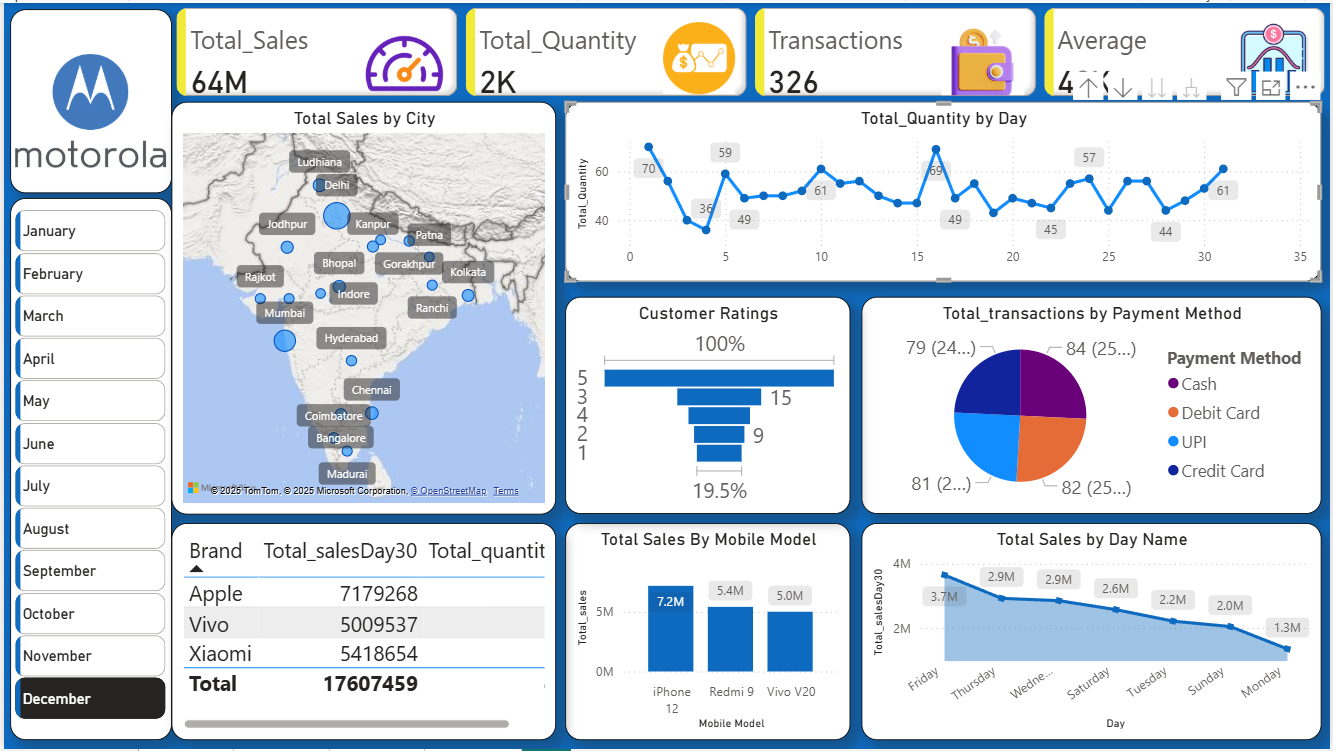 motorola
Total_Sales
64M
Total_Quantity
2K
Transactions
326
Average
January
February
March
April
May
June
July
August
September
October
November
December
Total Sales by City
Ludhiana
Delhi
Jodhpur
Kanpur
Patna
Bhopal
Gorakhpur
Kolkata
Rajkot
Indore
Ranchi
Mumbai
Hyderabad
Chennai
Coimbatore
Bangalore
Madurai
© 2025 TomTom, © 2025 Microsoft Corporation, © OpenStreetMap Terms
Total_Quantity by Day
Total_Quantity
60
40
70
36
59
49
61
69
49
45
57
44
61
0 5 10 15 20 25 30 35
Customer Ratings
100%
5
3 15
4
2 9
1
19.5%
Total_transactions by Payment Method
79 (24...) 84 (25...)
81 (2...) 82 (25...)
Payment Method
Cash
Debit Card
UPI
Credit Card
Brand Total_salesDay30 Total_quantit
Apple 7179268
Vivo 5009537
Xiaomi 5418654
Total 17607459
Total Sales By Mobile Model
Total_sales
5M
0M
7.2M 5.4M 5.0M
iPhone 12 Redmi 9 Vivo V20
Mobile Model
Total Sales by Day Name
Total_salesDay30
4M
2M
3.7M 2.9M 2.9M 2.6M 2.2M 2.0M 1.3M
Friday Thursday Wedne... Saturday Tuesday Sunday Monday
Day